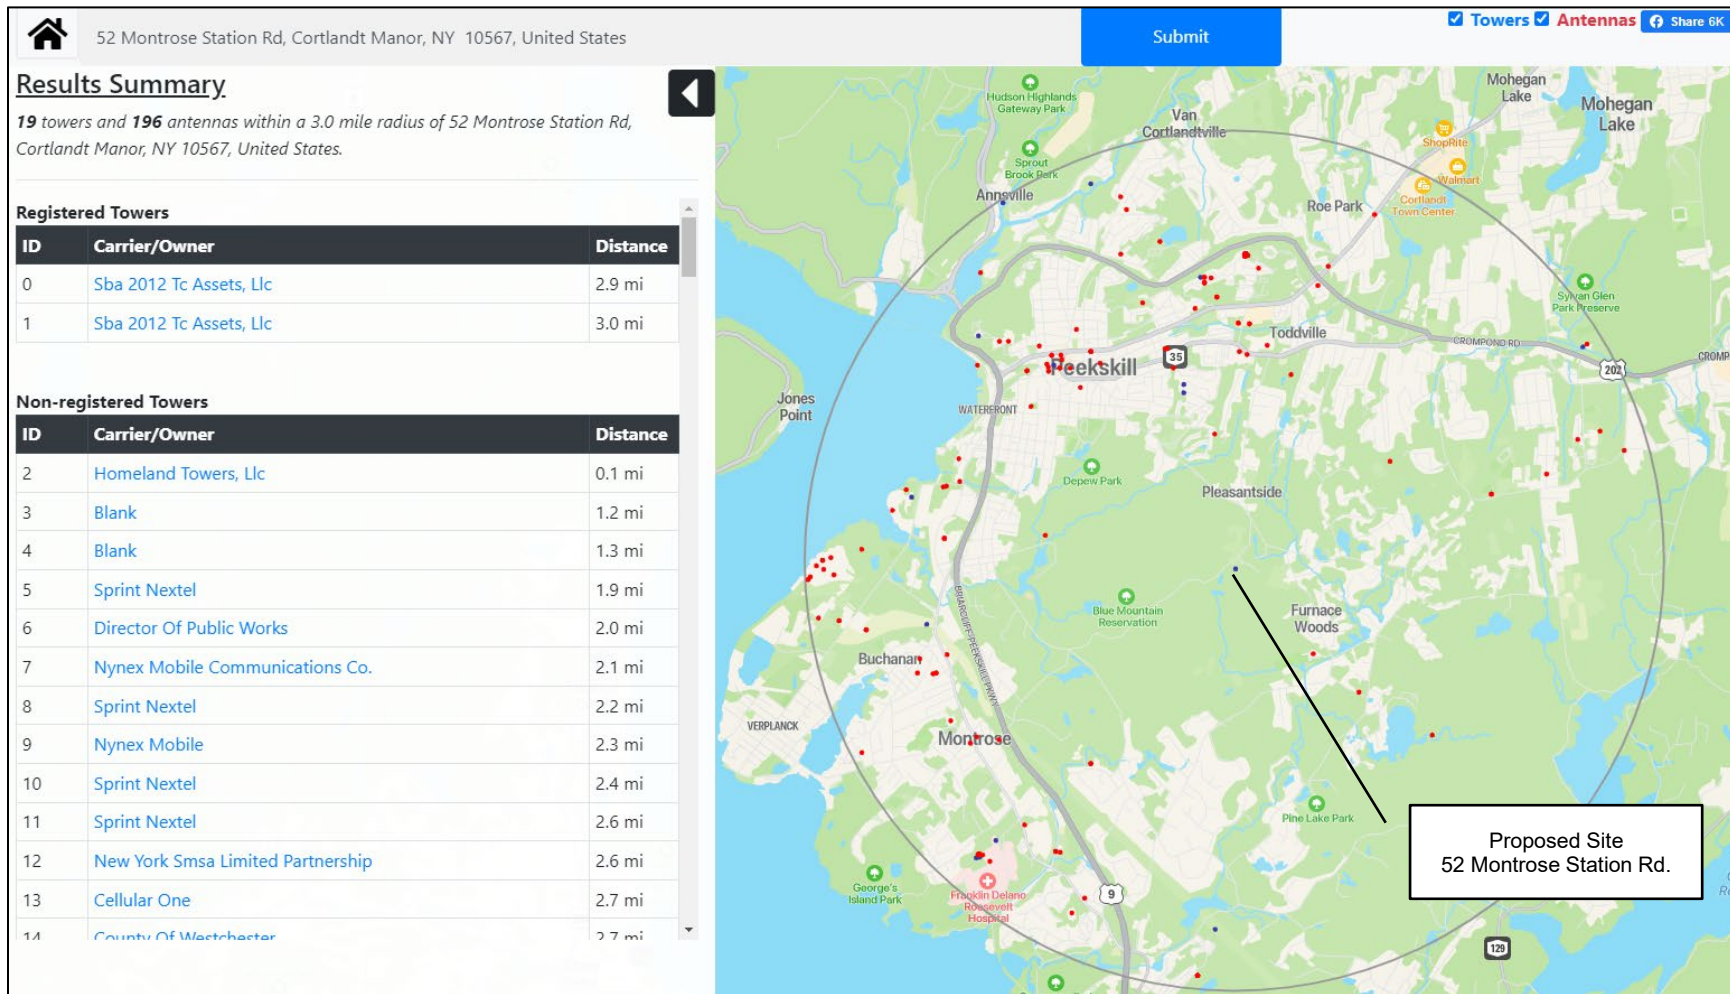 52 Montrose Station Rd, Cortlandt Manor, NY 10567, United States
Submit
Towers
Antennas
Share 6K
Results Summary
19 towers and 196 antennas within a 3.0 mile radius of 52 Montrose Station Rd,
Cortlandt Manor, NY 10567, United States.
Registered Towers
ID Carrier/Owner Distance
0 Sba 2012 Tc Assets, Llc 2.9 mi
1 Sba 2012 Tc Assets, Llc 3.0 mi
Non-registered Towers
ID Carrier/Owner Distance
2 Homeland Towers, Llc 0.1 mi
3 Blank 1.2 mi
4 Blank 1.3 mi
5 Sprint Nextel 1.9 mi
6 Director Of Public Works 2.0 mi
7 Nynex Mobile Communications Co. 2.1 mi
8 Sprint Nextel 2.2 mi
9 Nynex Mobile 2.3 mi
10 Sprint Nextel 2.4 mi
11 Sprint Nextel 2.6 mi
12 New York Smsa Limited Partnership 2.6 mi
13 Cellular One 2.7 mi
14 County Of Westchester 2.7 mi
Hudson Highlands
Gateway Park
Van
Cortlandtville
Mohegan
Lake
Mohegan
Lake
ShopRite
Walmart
Cortlandt
Town Center
Sprout
Brook Park
Annsville
Roe Park
Sylvan Glen
Park Preserve
Toddville
CROMPOND RD
CROMP
202
35
Peekskill
Jones
Point
WATERFRONT
Depew Park
Pleasantside
Blue Mountain
Reservation
Furnace
Woods
BRIARCLIFF-PEEKSKILL PKWY
Buchanan
VERPLANCK
Montrose
Pine Lake Park
Proposed Site
52 Montrose Station Rd.
George's
Island Park
Franklin Delano
Roosevelt
Hospital
9
129